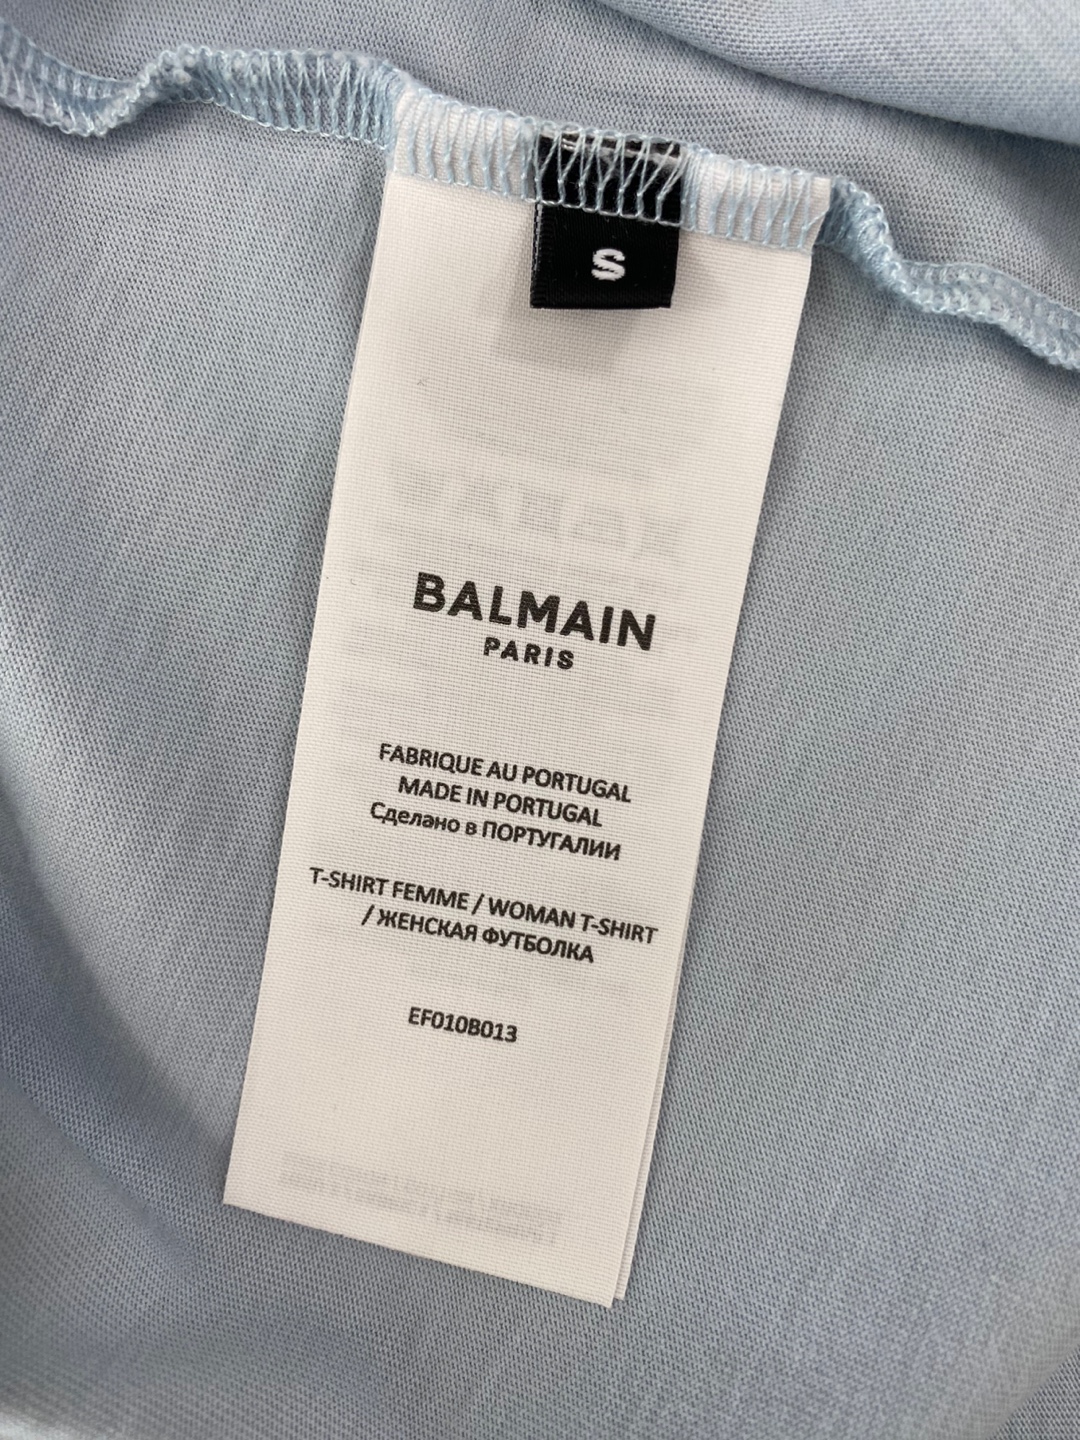 S
BALMAIN
PARIS
FABRIQUE AU PORTUGAL
MADE IN PORTUGAL
Сделано в ПОРТУГАЛИИ
T-SHIRT FEMME / WOMAN T-SHIRT
/ ЖЕНСКАЯ ФУТБОЛКА
EF010B013